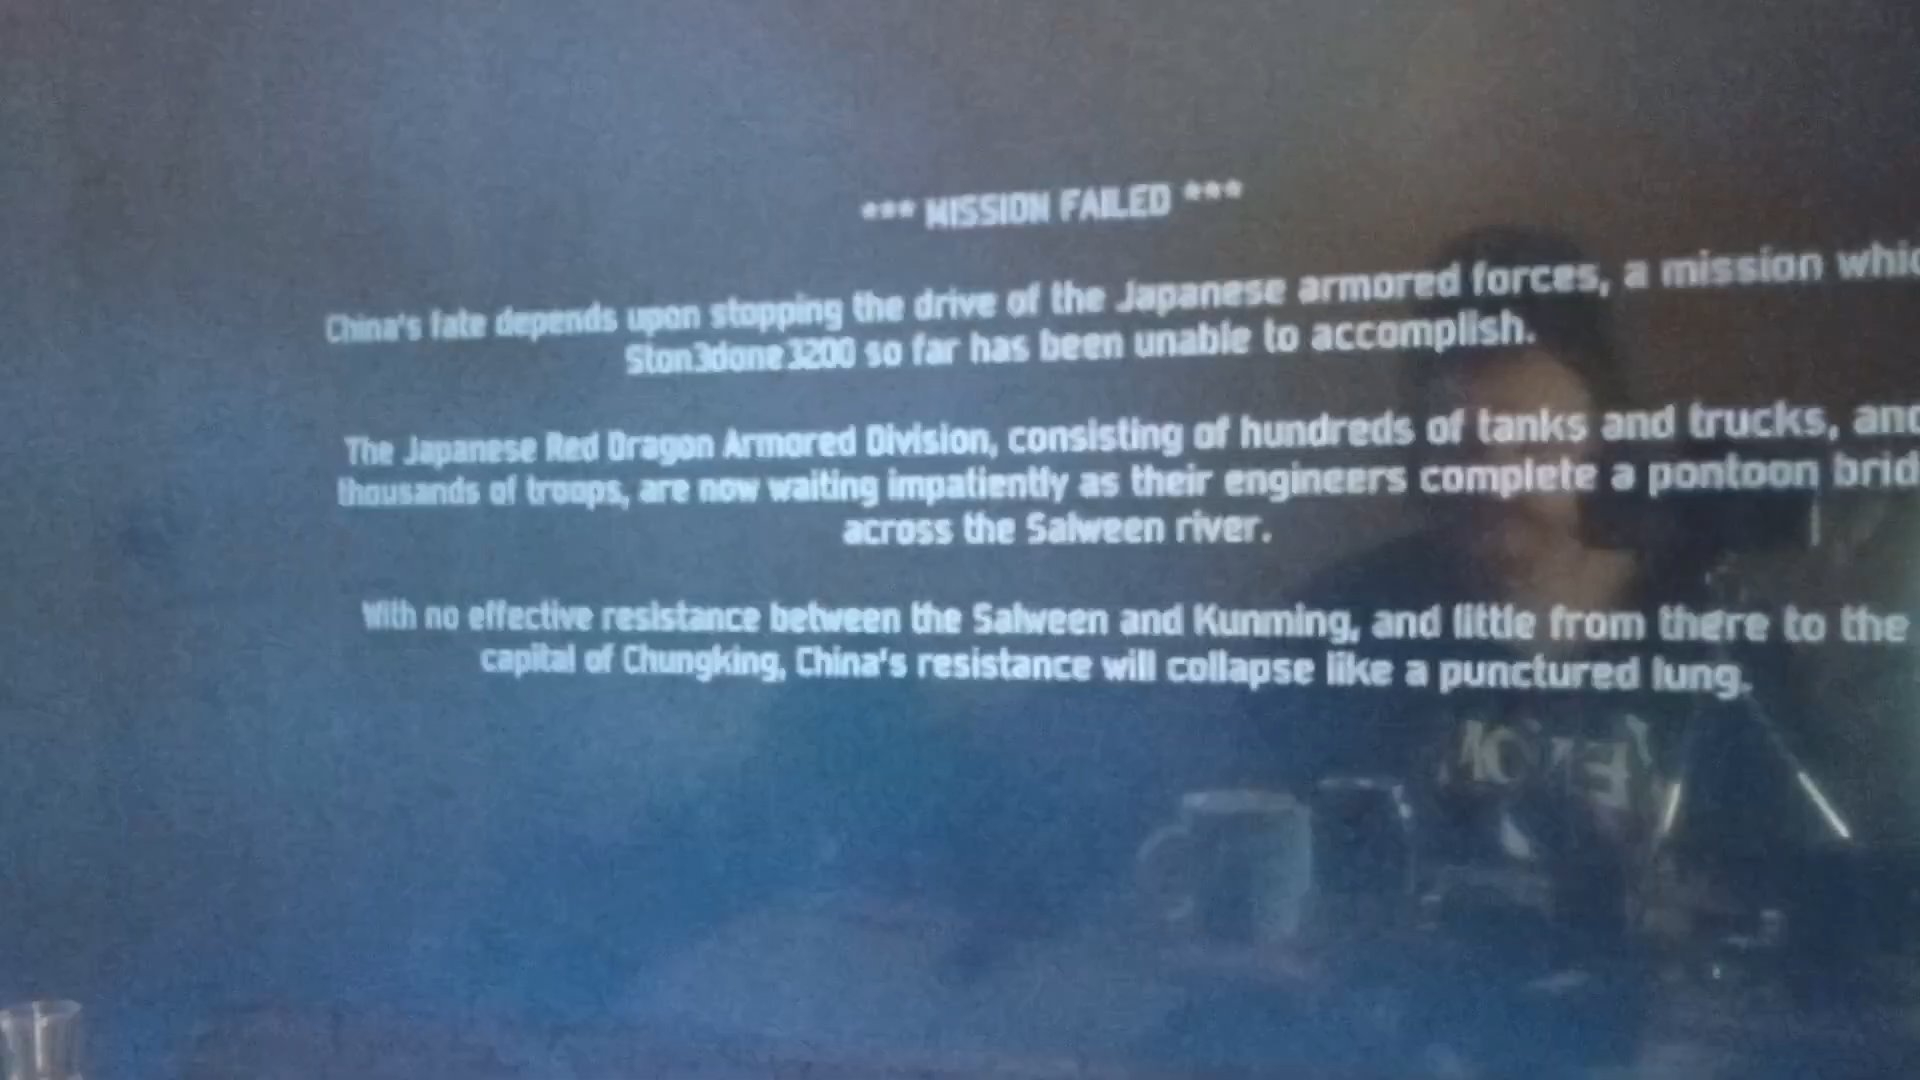 *** MISSION FAILED ***
China's fate depends upon stopping the drive of the Japanese armored forces, a mission whic
Ston3done3200 so far has been unable to accomplish.
The Japanese Red Dragon Armored Division, consisting of hundreds of tanks and trucks, and
thousands of troops, are now waiting impatiently as their engineers complete a pontoon brid
across the Salween river.
With no effective resistance between the Salween and Kunming, and little from there to the
capital of Chungking, China's resistance will collapse like a punctured lung.